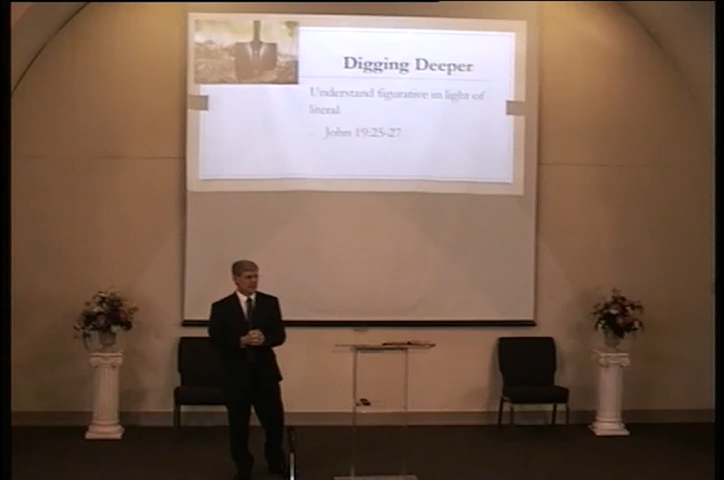 Digging Deeper
Understand figurative in light of
literal
John 19:25-27